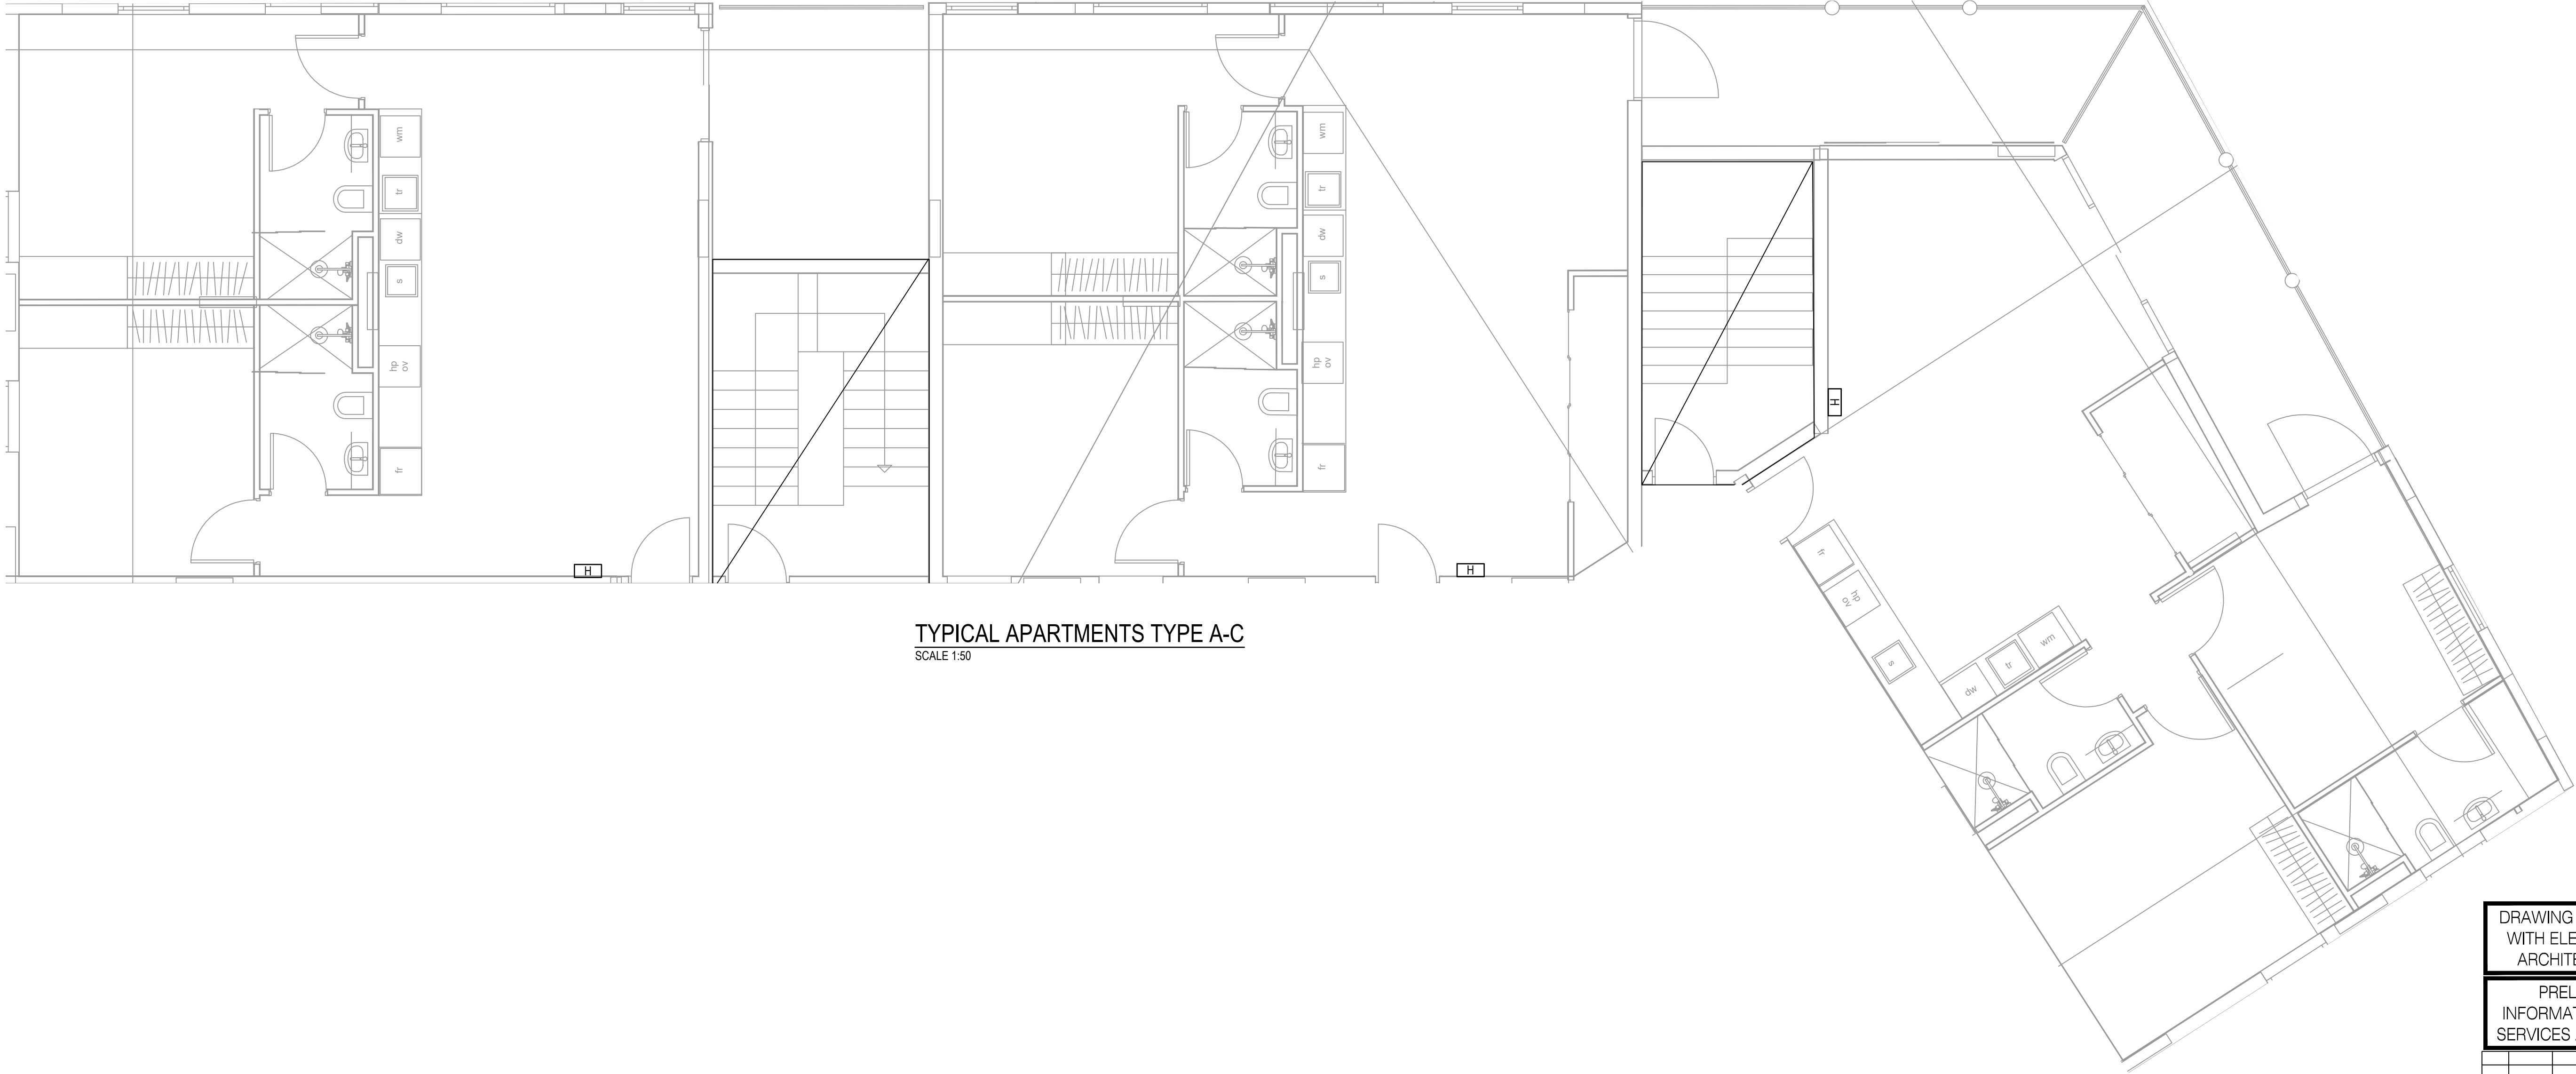 wm
tr
dw
s
hp
ov
fr
H
wm
tr
dw
s
hp
ov
fr
H
H
fr
hp
ov
s
dw
tr
wm
TYPICAL APARTMENTS TYPE A-C
SCALE 1:50
DRAWING
WITH ELE
ARCHITE
PREL
INFORMAT
SERVICES